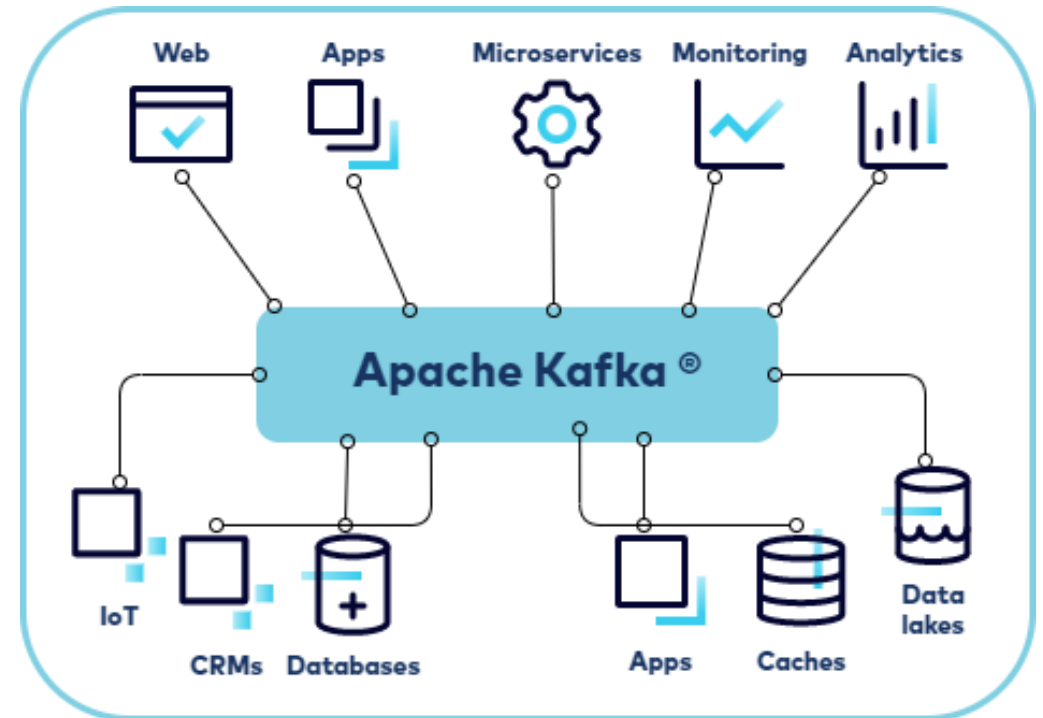 Web
Apps
Microservices
Monitoring
Analytics
Apache Kafka ®
IoT
CRMs
Databases
Apps
Caches
Data
lakes